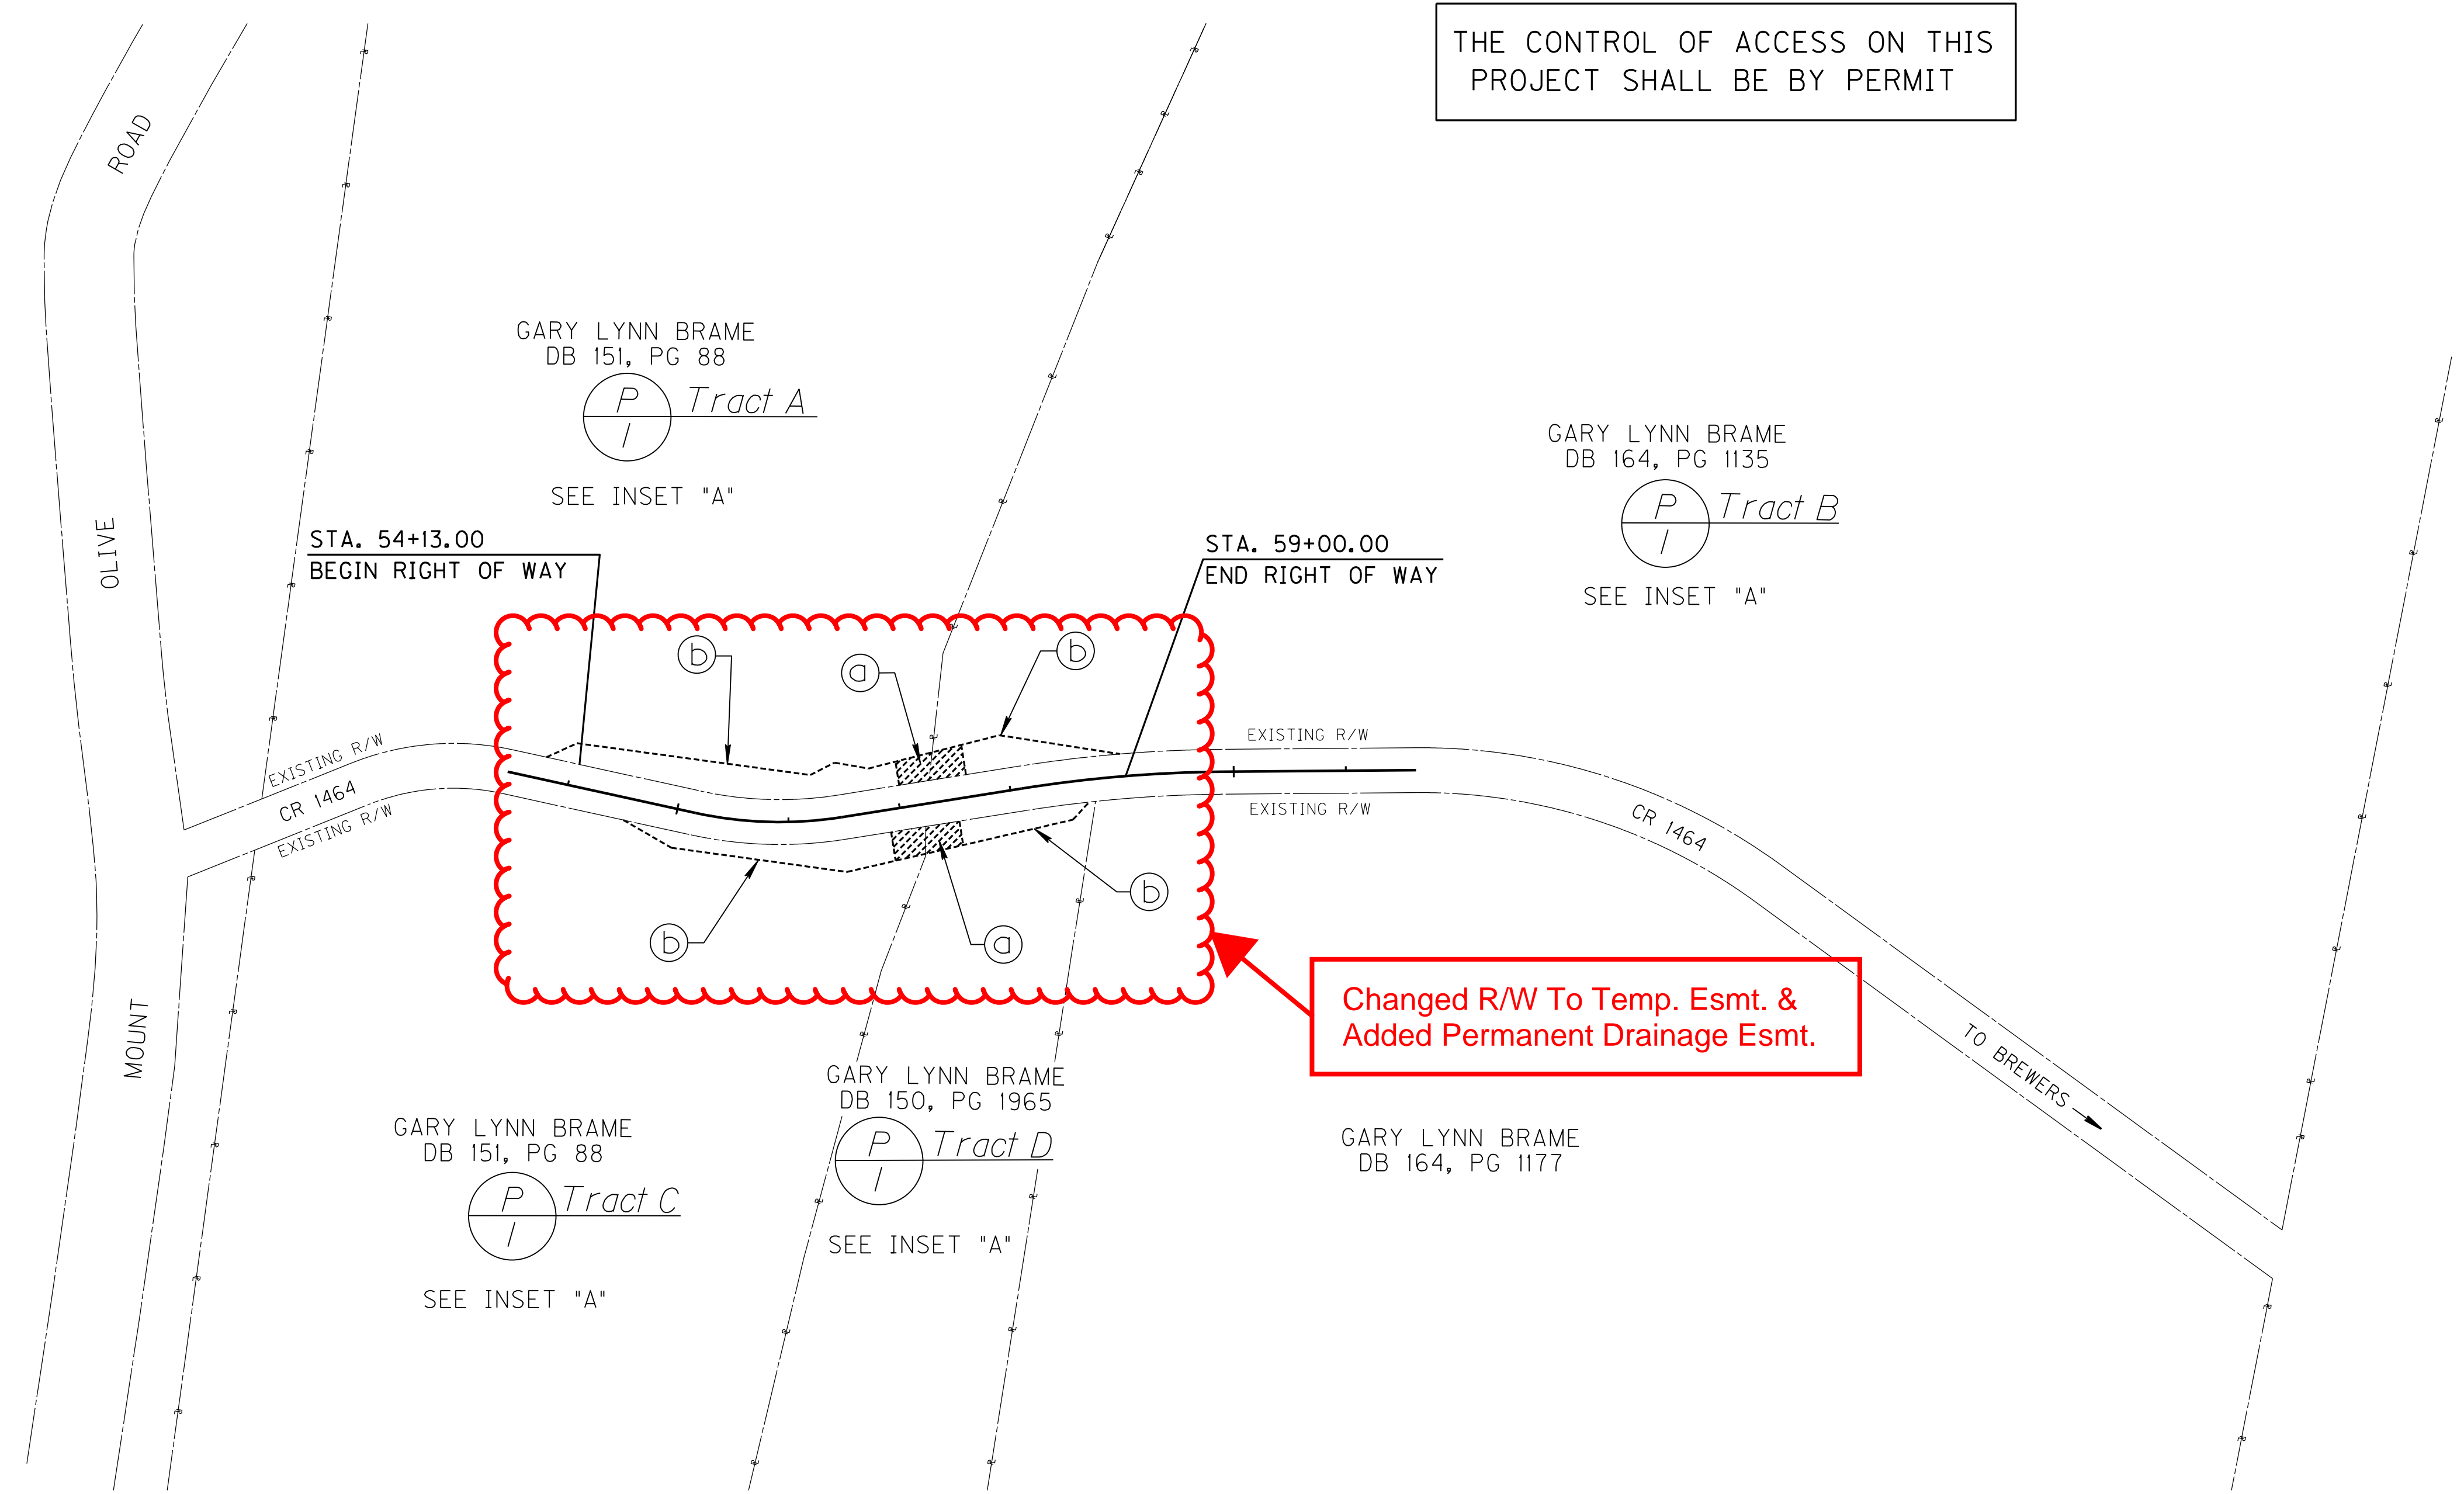 THE CONTROL OF ACCESS ON THIS
PROJECT SHALL BE BY PERMIT
ROAD
OLIVE
MOUNT
GARY LYNN BRAME
DB 151, PG 88
P
1
Tract A
SEE INSET "A"
GARY LYNN BRAME
DB 164, PG 1135
P
1
Tract B
SEE INSET "A"
STA. 54+13.00
BEGIN RIGHT OF WAY
STA. 59+00.00
END RIGHT OF WAY
b
a
b
EXISTING R/W
CR 1464
EXISTING R/W
EXISTING R/W
EXISTING R/W
CR 1464
b
b
a
Changed R/W To Temp. Esmt. &
Added Permanent Drainage Esmt.
TO BREWERS
GARY LYNN BRAME
DB 151, PG 88
P
1
Tract C
SEE INSET "A"
GARY LYNN BRAME
DB 150, PG 1965
P
1
Tract D
SEE INSET "A"
GARY LYNN BRAME
DB 164, PG 1177